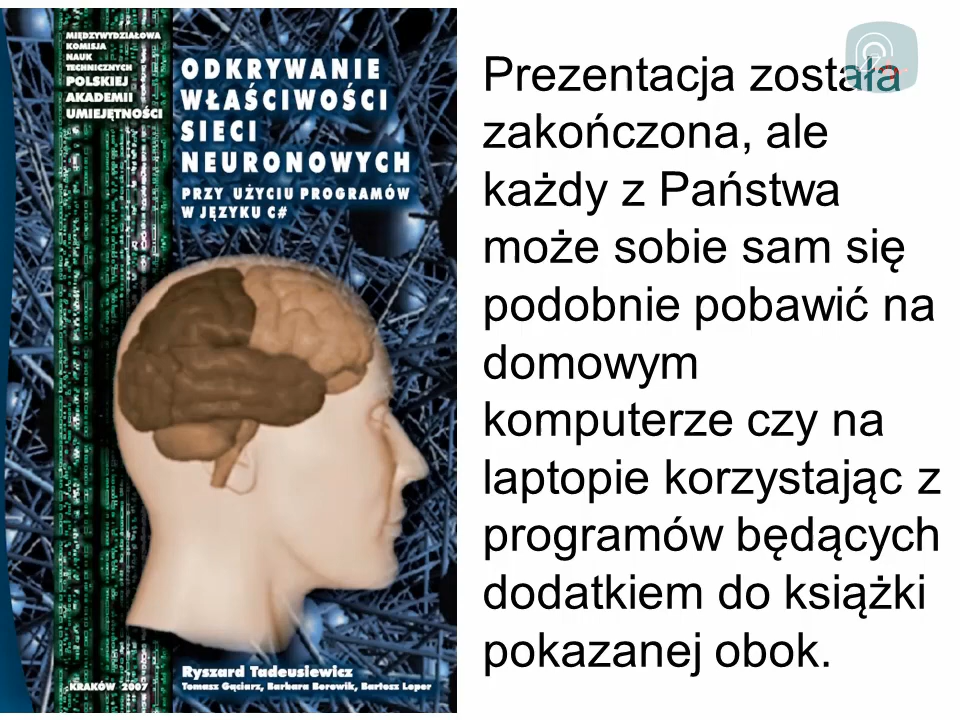 MIĘDZYWYDZIAŁOWA
KOMISJA
NAUK
TECHNICZNYCH
POLSKIEJ
AKADEMII
UMIEJĘTNOŚCI
ODKRYWANIE
WŁAŚCIWOŚCI
SIECI
NEURONOWYCH
PRZY UŻYCIU PROGRAMÓW
W JĘZYKU C#
Ryszard Tadeusiewicz
Tomasz Gąciarz, Barbara Borowik, Bartosz Leper
KRAKÓW 2007
Prezentacja została
zakończona, ale
każdy z Państwa
może sobie sam się
podobnie pobawić na
domowym
komputerze czy na
laptopie korzystając z
programów będących
dodatkiem do książki
pokazanej obok.